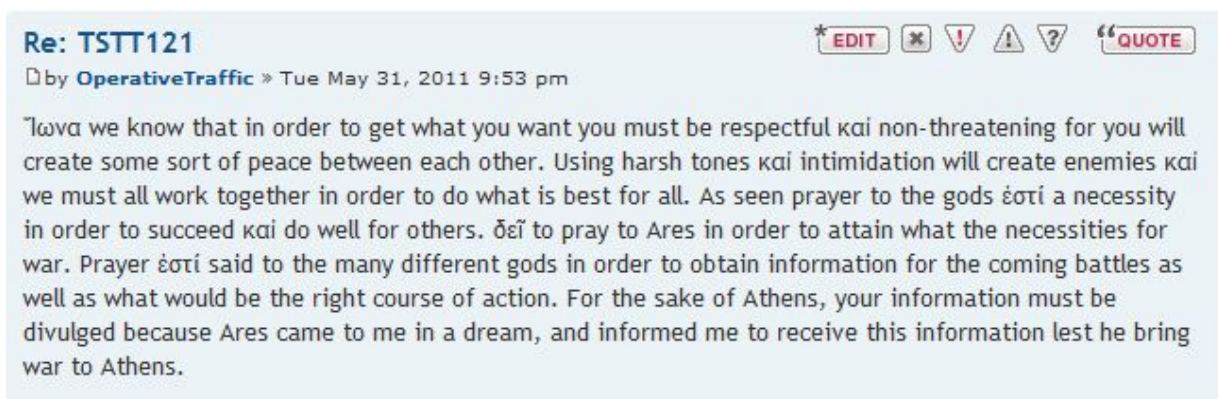 Re: TSTT121
* EDIT “QUOTE
by OperativeTraffic » Tue May 31, 2011 9:53 pm
Ἴωνα we know that in order to get what you want you must be respectful καί non-threatening for you will
create some sort of peace between each other. Using harsh tones καί intimidation will create enemies καί
we must all work together in order to do what is best for all. As seen prayer to the gods ἐστί a necessity
in order to succeed καί do well for others. δεῖ to pray to Ares in order to attain what the necessities for
war. Prayer ἐστί said to the many different gods in order to obtain information for the coming battles as
well as what would be the right course of action. For the sake of Athens, your information must be
divulged because Ares came to me in a dream, and informed me to receive this information lest he bring
war to Athens.